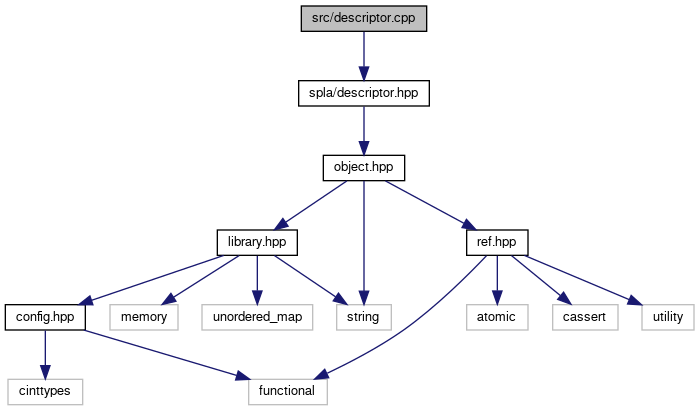 src/descriptor.cpp
spla/descriptor.hpp
object.hpp
library.hpp
ref.hpp
config.hpp
memory
unordered_map
string
atomic
cassert
utility
cinttypes
functional